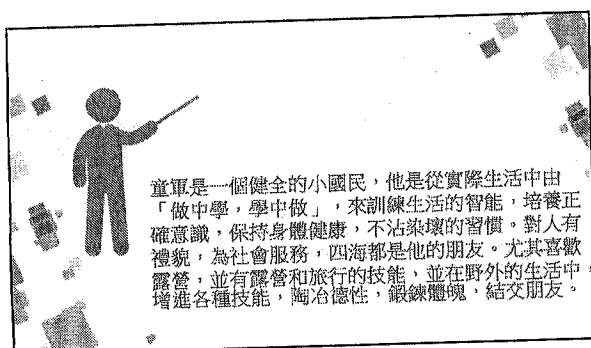 童軍是一個健全的小國民，他是從實際生活中由
「做中學，學中做」，來訓練生活的智能，培養正
確意識，保持身體健康，不沾染壞的習慣。對人有
禮貌，為社會服務，四海都是他的朋友。尤其喜歡
露營，並有露營和旅行的技能，並在野外的生活中，
增進各種技能，陶冶德性，鍛鍊體魄，結交朋友。